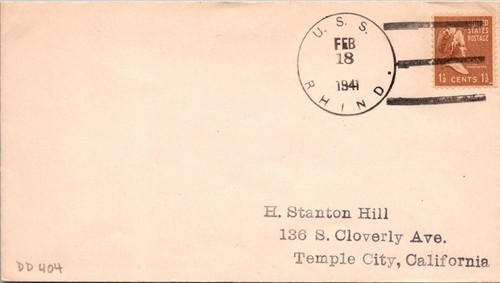 U. S. S.
FEB
18
1941
RHIND.
UNITED
STATES
POSTAGE
1½ CENTS 1½
H. Stanton Hill
136 S. Cloverly Ave.
Temple City, California
DD 404